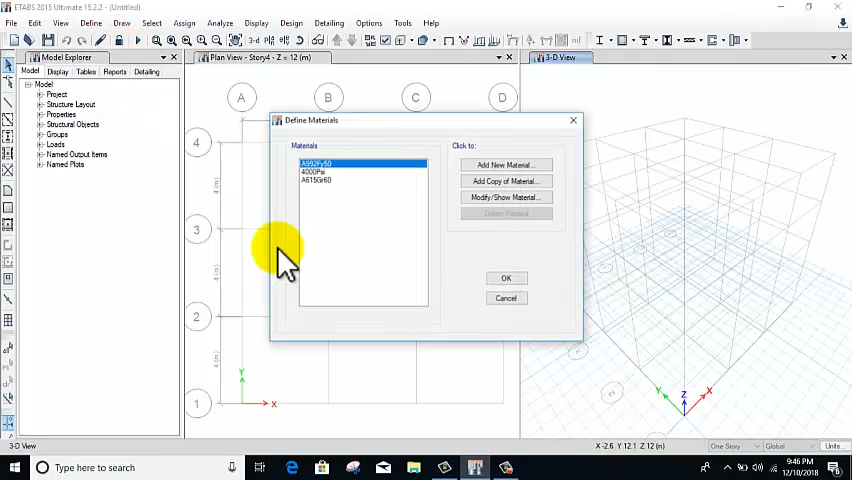 ETABS 2015 Ultimate 15.2.2 - (Untitled)
File Edit View Define Draw Select Assign Analyze Display Design Detailing Options Tools Help
3-d
nd
Model Explorer
Model Display Tables Reports Detailing
Model
Project
Structure Layout
Properties
Structural Objects
Groups
Loads
Named Output Items
Named Plots
Plan View - Story4 - Z = 12 (m)
3-D View
A B C D
4
3
2
1
4 (m)
4 (m)
4 (m)
Y
X
Define Materials
Materials
A992Fy50
4000Psi
A615Gr60
Click to:
Add New Material...
Add Copy of Material...
Modify/Show Material...
Delete Material
OK
Cancel
Y Z X
3-D View
X -2.6 Y 12.1 Z 12 (m)
One Story
Global
Units...
Type here to search
9:46 PM
12/10/2018